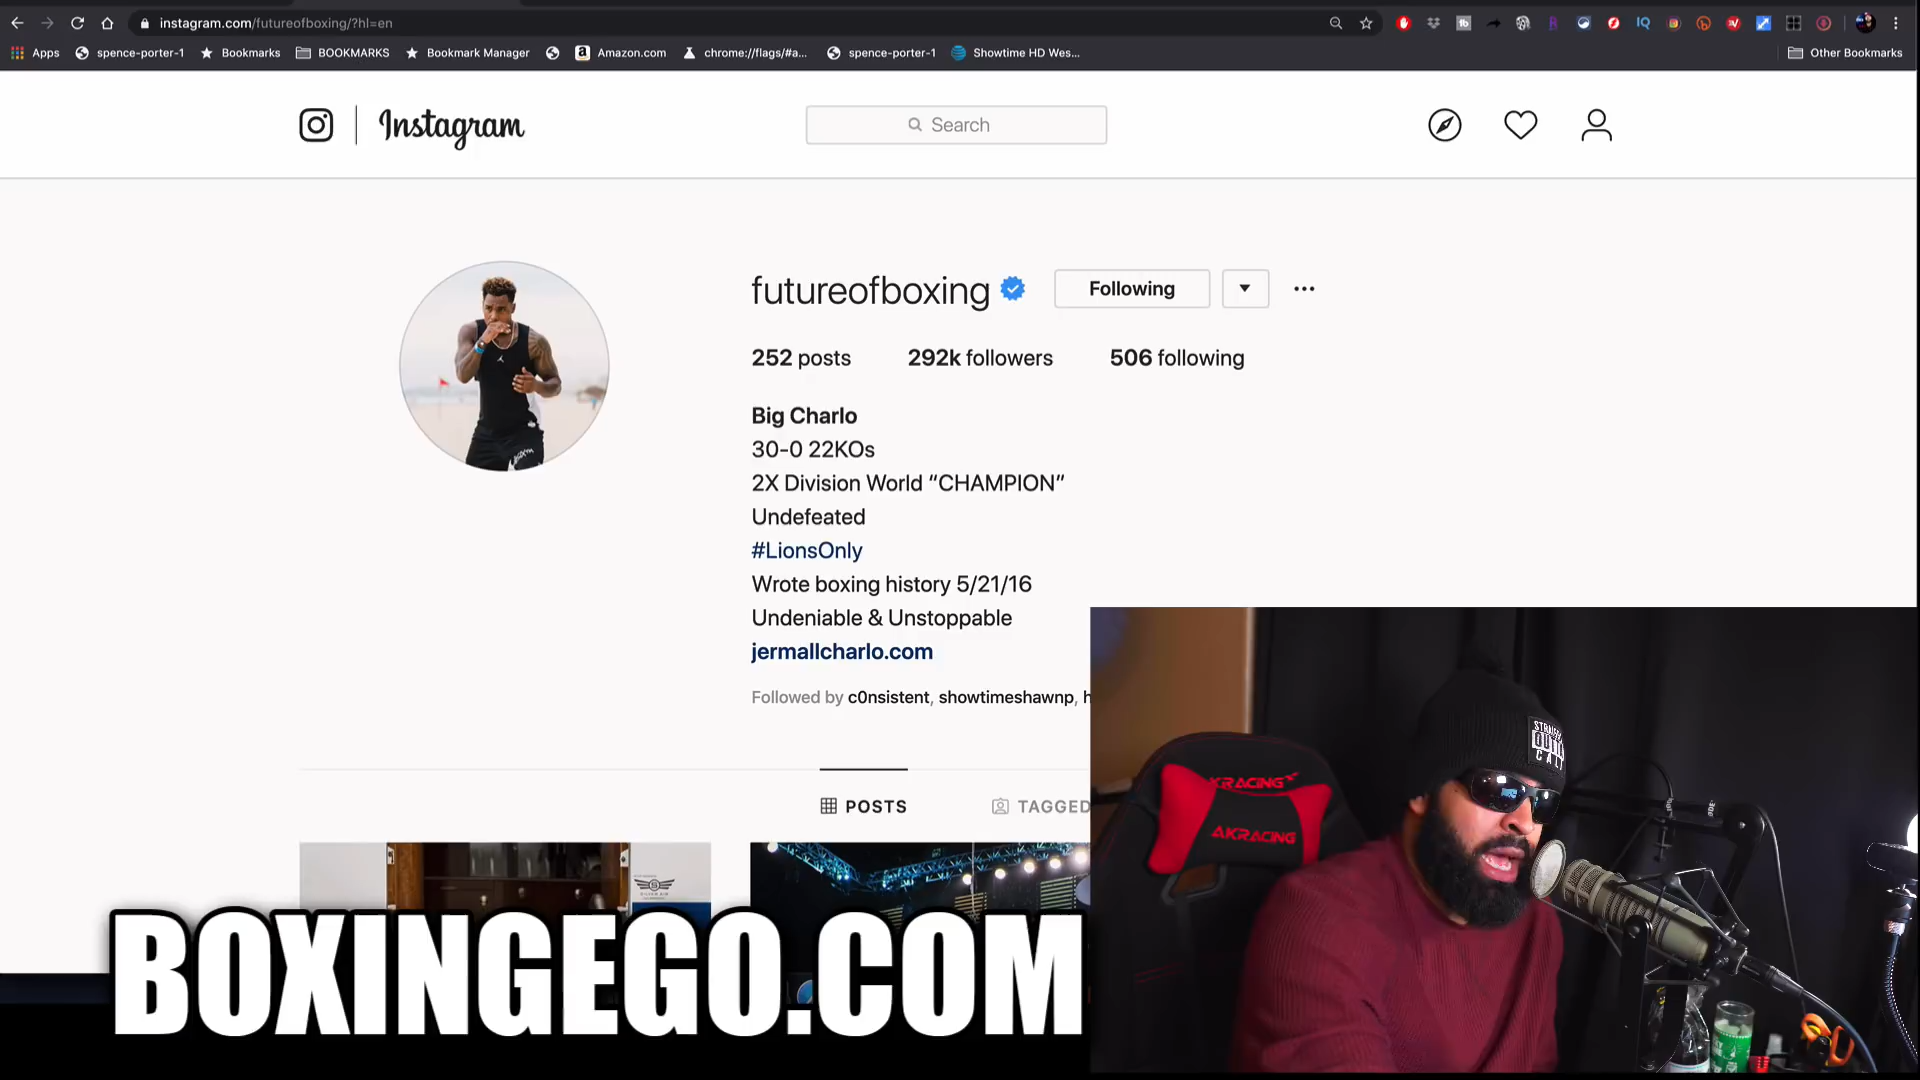 instagram.com/futureofboxing/?hl=en
Apps
spence-porter-1
Bookmarks
BOOKMARKS
Bookmark Manager
Amazon.com
chrome://flags/#a...
spence-porter-1
Showtime HD Wes...
Other Bookmarks
Instagram
Search
futureofboxing
Following
252 posts
292k followers
506 following
Big Charlo
30-0 22KOs
2X Division World “CHAMPION”
Undefeated
#LionsOnly
Wrote boxing history 5/21/16
Undeniable & Unstoppable
jermallcharlo.com
Followed by c0nsistent, showtimeshawnp, h
POSTS
TAGGED
BOXINGEGO.COM
AKRACING
AKRACING